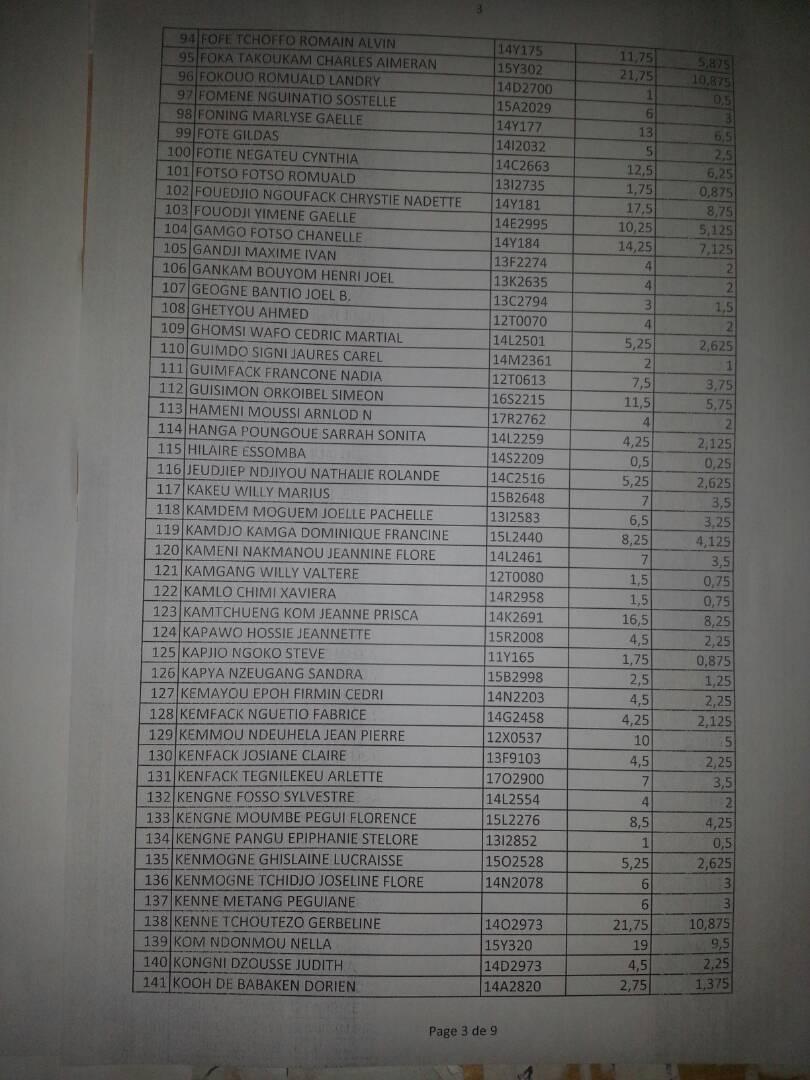 3
94 FOFE TCHOFFO ROMAIN ALVIN 14Y175 11,75 5,875
95 FOKA TAKOUKAM CHARLES AIMERAN 15Y302 21,75 10,875
96 FOKOUO ROMUALD LANDRY 14D2700 1 0,5
97 FOMENE NGUINATIO SOSTELLE 15A2029 6 3
98 FONING MARLYSE GAELLE 14Y177 13 6,5
99 FOTE GILDAS 14I2032 5 2,5
100 FOTIE NEGATEU CYNTHIA 14C2663 12,5 6,25
101 FOTSO FOTSO ROMUALD 13I2735 1,75 0,875
102 FOUEDJIO NGOUFACK CHRYSTIE NADETTE 14Y181 17,5 8,75
103 FOUODJI YIMENE GAELLE 14E2995 10,25 5,125
104 GAMGO FOTSO CHANELLE 14Y184 14,25 7,125
105 GANDJI MAXIME IVAN 13F2274 4 2
106 GANKAM BOUYOM HENRI JOEL 13K2635 4 2
107 GEOGNE BANTIO JOEL B. 13C2794 3 1,5
108 GHETYOU AHMED 12T0070 4 2
109 GHOMSI WAFO CEDRIC MARTIAL 14L2501 5,25 2,625
110 GUIMDO SIGNI JAURES CAREL 14M2361 2 1
111 GUIMFACK FRANCONE NADIA 12T0613 7,5 3,75
112 GUISIMON ORKOIBEL SIMEON 16S2215 11,5 5,75
113 HAMENI MOUSSI ARNLOD N 17R2762 4 2
114 HANGA POUNGOUE SARRAH SONITA 14L2259 4,25 2,125
115 HILAIRE ESSOMBA 14S2209 0,5 0,25
116 JEUDJIEP NDJIYOU NATHALIE ROLANDE 14C2516 5,25 2,625
117 KAKEU WILLY MARIUS 15B2648 7 3,5
118 KAMDEM MOGUEM JOELLE PACHELLE 13I2583 6,5 3,25
119 KAMDJO KAMGA DOMINIQUE FRANCINE 15L2440 8,25 4,125
120 KAMENI NAKMANOU JEANNINE FLORE 14L2461 7 3,5
121 KAMGANG WILLY VALTERE 12T0080 1,5 0,75
122 KAMLO CHIMI XAVIERA 14R2958 1,5 0,75
123 KAMTCHUENG KOM JEANNE PRISCA 14K2691 16,5 8,25
124 KAPAWO HOSSIE JEANNETTE 15R2008 4,5 2,25
125 KAPJIO NGOKO STEVE 11Y165 1,75 0,875
126 KAPYA NZEUGANG SANDRA 15B2998 2,5 1,25
127 KEMAYOU EPOH FIRMIN CEDRI 14N2203 4,5 2,25
128 KEMFACK NGUETIO FABRICE 14G2458 4,25 2,125
129 KEMMOU NDEUHELA JEAN PIERRE 12X0537 10 5
130 KENFACK JOSIANE CLAIRE 13F9103 4,5 2,25
131 KENFACK TEGNILEKEU ARLETTE 17O2900 7 3,5
132 KENGNE FOSSO SYLVESTRE 14L2554 4 2
133 KENGNE MOUMBE PEGUI FLORENCE 15L2276 8,5 4,25
134 KENGNE PANGU EPIPHANIE STELORE 13I2852 1 0,5
135 KENMOGNE GHISLAINE LUCRAISSE 15O2528 5,25 2,625
136 KENMOGNE TCHIDJO JOSELINE FLORE 14N2078 6 3
137 KENNE METANG PEGUIANE 6 3
138 KENNE TCHOUTEZO GERBELINE 14O2973 21,75 10,875
139 KOM NDONMOU NELLA 15Y320 19 9,5
140 KONGNI DZOUSSE JUDITH 14D2973 4,5 2,25
141 KOOH DE BABAKEN DORIEN 14A2820 2,75 1,375
Page 3 de 9